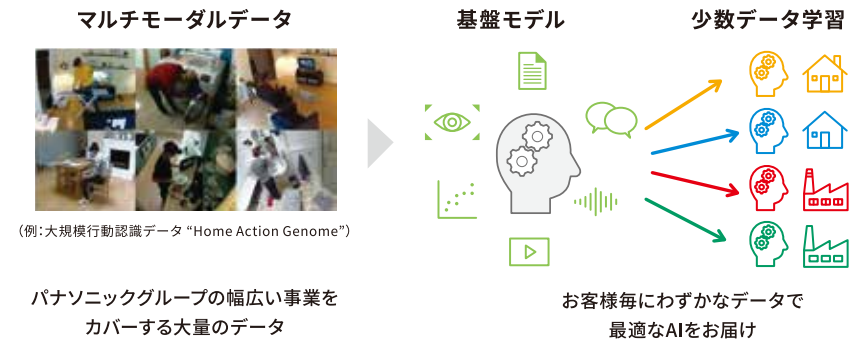 マルチモーダルデータ
基盤モデル
少数データ学習
（例：大規模行動認識データ “Home Action Genome”）
パナソニックグループの幅広い事業を
カバーする大量のデータ
お客様毎にわずかなデータで
最適なAIをお届け